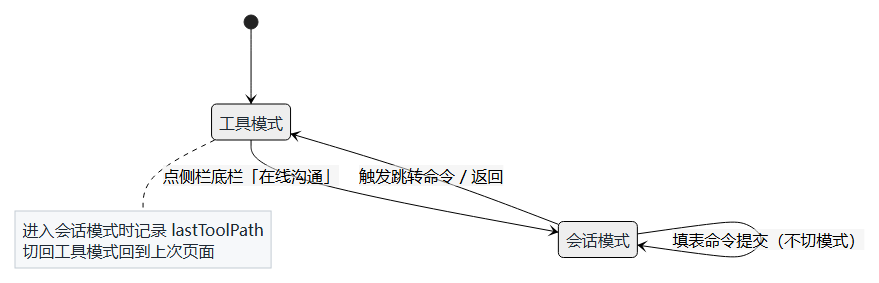 工具模式
点侧栏底栏「在线沟通」
触发跳转命令 / 返回
进入会话模式时记录 lastToolPath
切回工具模式回到上次页面
会话模式
填表命令提交（不切模式）